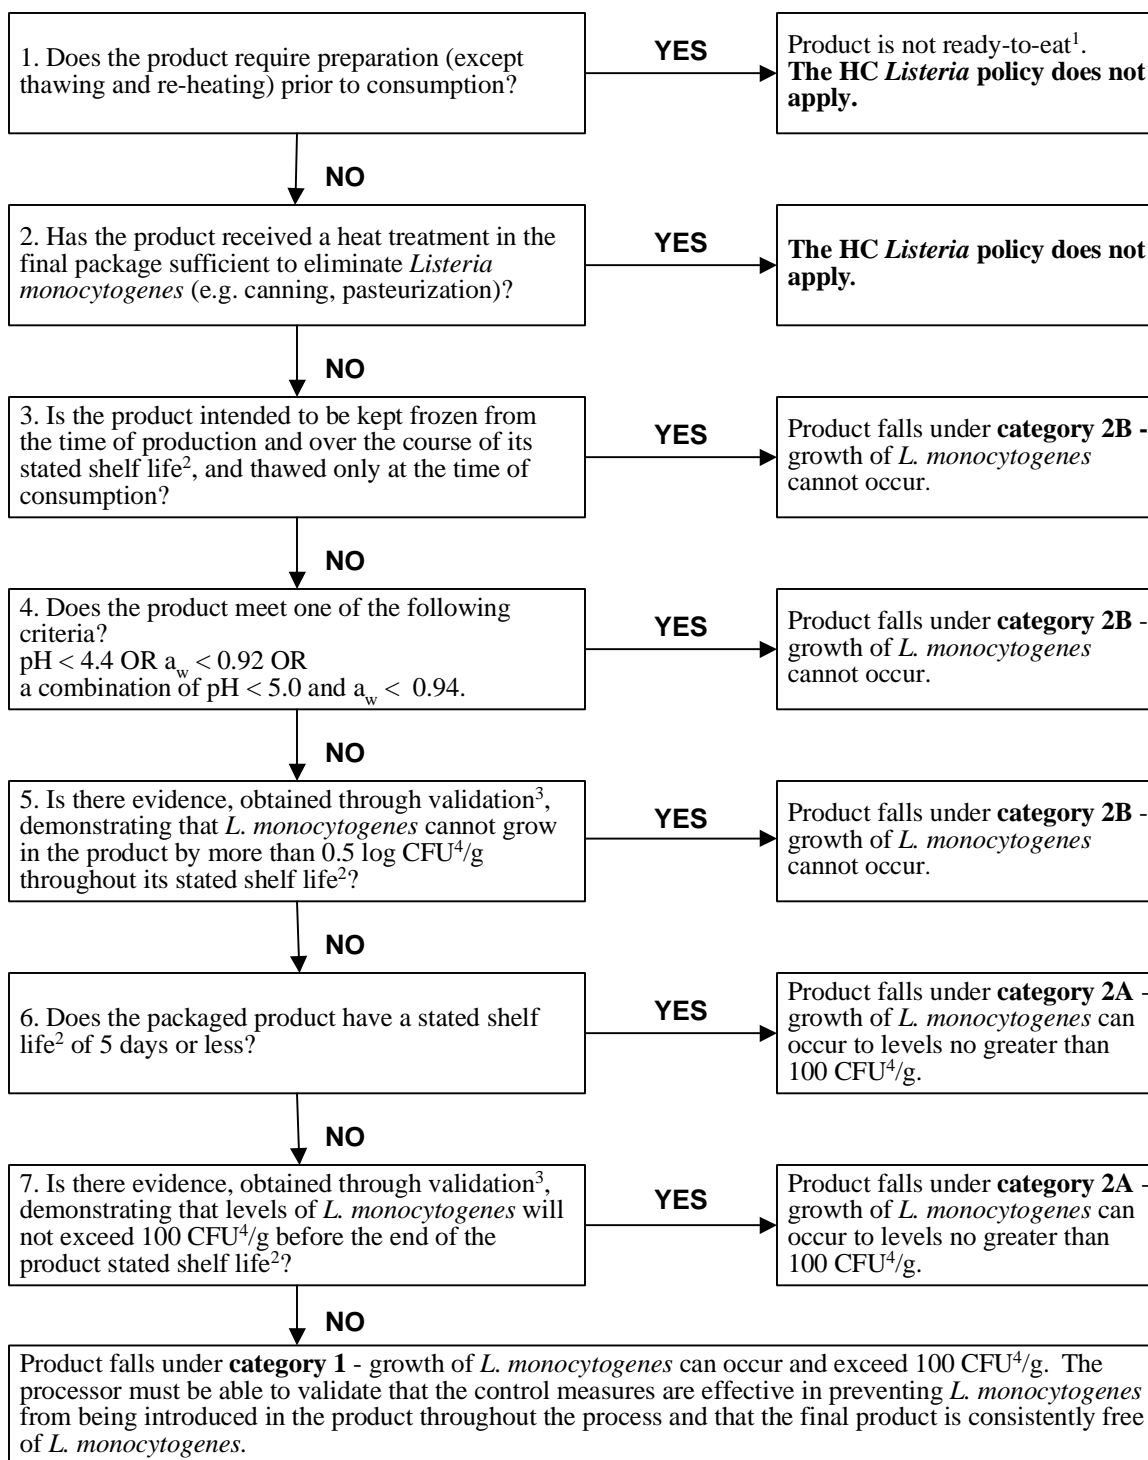 1. Does the product require preparation (except
thawing and re-heating) prior to consumption?
YES
Product is not ready-to-eat¹.
The HC Listeria policy does not
apply.
NO
2. Has the product received a heat treatment in the
final package sufficient to eliminate Listeria
monocytogenes (e.g. canning, pasteurization)?
YES
The HC Listeria policy does not
apply.
NO
3. Is the product intended to be kept frozen from
the time of production and over the course of its
stated shelf life², and thawed only at the time of
consumption?
YES
Product falls under category 2B -
growth of L. monocytogenes
cannot occur.
NO
4. Does the product meet one of the following
criteria?
pH < 4.4 OR a_w < 0.92 OR
a combination of pH < 5.0 and a_w < 0.94.
YES
Product falls under category 2B -
growth of L. monocytogenes
cannot occur.
NO
5. Is there evidence, obtained through validation³,
demonstrating that L. monocytogenes cannot grow
in the product by more than 0.5 log CFU⁴/g
throughout its stated shelf life²?
YES
Product falls under category 2B -
growth of L. monocytogenes
cannot occur.
NO
6. Does the packaged product have a stated shelf
life² of 5 days or less?
YES
Product falls under category 2A -
growth of L. monocytogenes can
occur to levels no greater than
100 CFU⁴/g.
NO
7. Is there evidence, obtained through validation³,
demonstrating that levels of L. monocytogenes will
not exceed 100 CFU⁴/g before the end of the
product stated shelf life²?
YES
Product falls under category 2A -
growth of L. monocytogenes can
occur to levels no greater than
100 CFU⁴/g.
NO
Product falls under category 1 - growth of L. monocytogenes can occur and exceed 100 CFU⁴/g. The
processor must be able to validate that the control measures are effective in preventing L. monocytogenes
from being introduced in the product throughout the process and that the final product is consistently free
of L. monocytogenes.